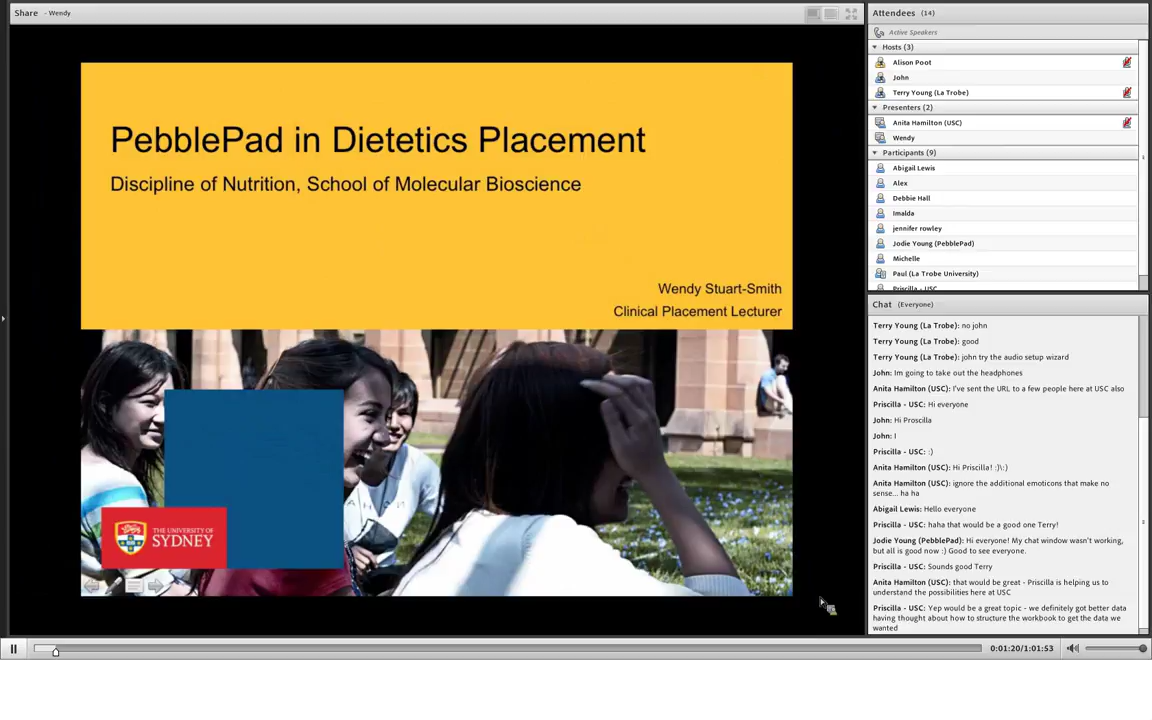 Share - Wendy
PebblePad in Dietetics Placement
Discipline of Nutrition, School of Molecular Bioscience
Wendy Stuart-Smith
Clinical Placement Lecturer
THE UNIVERSITY OF
SYDNEY
Attendees (14)
Active Speakers
Hosts (3)
Alison Poot
John
Terry Young (La Trobe)
Presenters (2)
Anita Hamilton (USC)
Wendy
Participants (9)
Abigail Lewis
Alex
Debbie Hall
Imalda
jennifer rowley
Jodie Young (PebblePad)
Michelle
Paul (La Trobe University)
Priscilla - USC
Chat (Everyone)
Terry Young (La Trobe): no john
Terry Young (La Trobe): good
Terry Young (La Trobe): john try the audio setup wizard
John: Im going to take out the headphones
Anita Hamilton (USC): I've sent the URL to a few people here at USC also
Priscilla - USC: Hi everyone
John: Hi Proscilla
John: I
Priscilla - USC: :)
Anita Hamilton (USC): Hi Priscilla! :)\:)
Anita Hamilton (USC): ignore the additional emoticons that make no
sense... ha ha
Abigail Lewis: Hello everyone
Priscilla - USC: haha that would be a good one Terry!
Jodie Young (PebblePad): Hi everyone! My chat window wasn't working,
but all is good now :) Good to see everyone.
Priscilla - USC: Sounds good Terry
Anita Hamilton (USC): that would be great - Priscilla is helping us to
understand the possibilities here at USC
Priscilla - USC: Yep would be a great topic - we definitely got better data
having thought about how to structure the workbook to get the data we
wanted
0:01:20/1:01:53